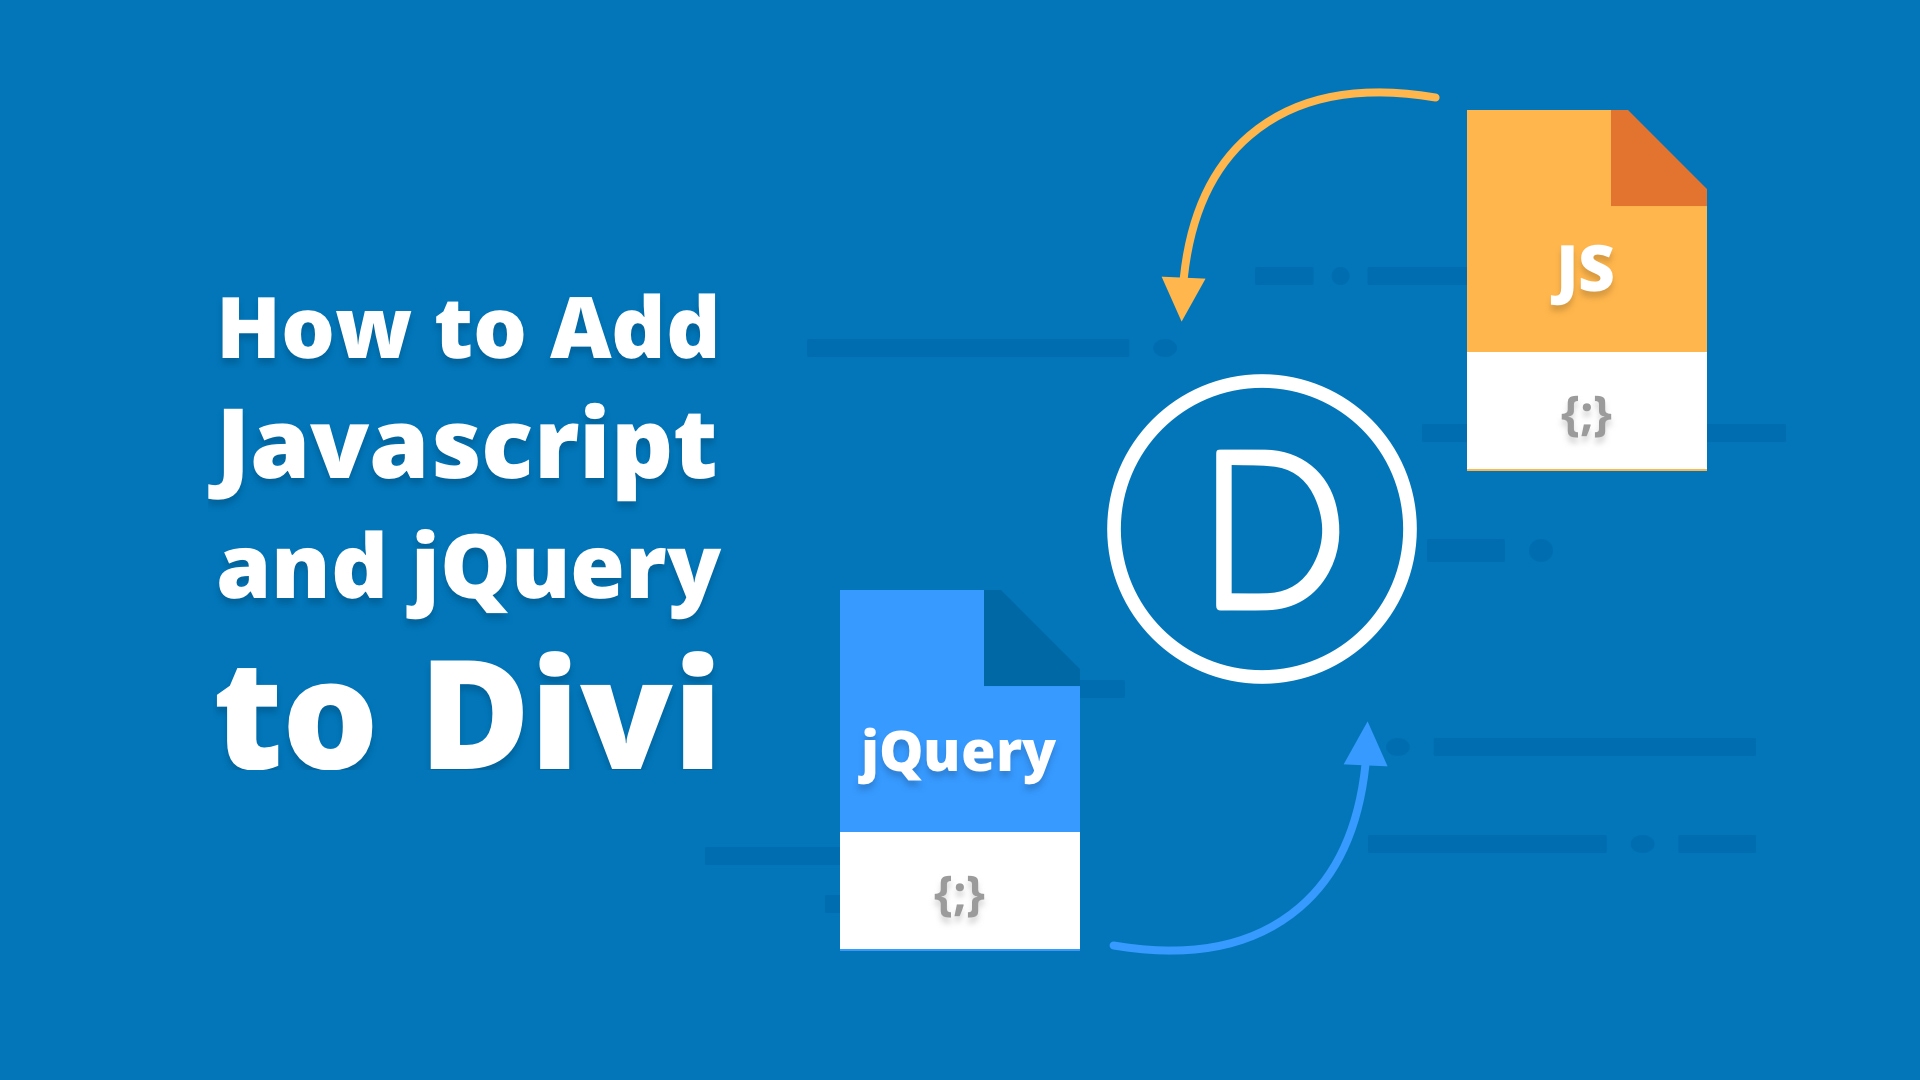 How to Add
Javascript
and jQuery
to Divi
JS
{;}
D
jQuery
{;}